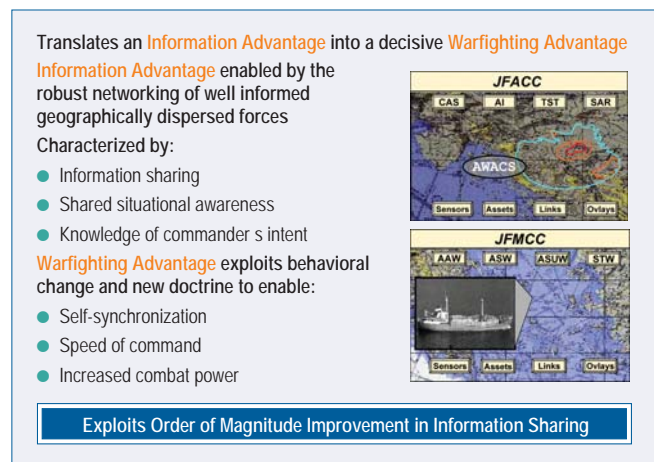 Translates an Information Advantage into a decisive Warfighting Advantage
Information Advantage enabled by the
robust networking of well informed
geographically dispersed forces
Characterized by:
Information sharing
Shared situational awareness
Knowledge of commander s intent
Warfighting Advantage exploits behavioral
change and new doctrine to enable:
Self-synchronization
Speed of command
Increased combat power
JFACC
CAS AI TST SAR
AWACS
Sensors Assets Links Ovlays
JFMCC
AAW ASW ASUW STW
Sensors Assets Links Ovlays
Exploits Order of Magnitude Improvement in Information Sharing